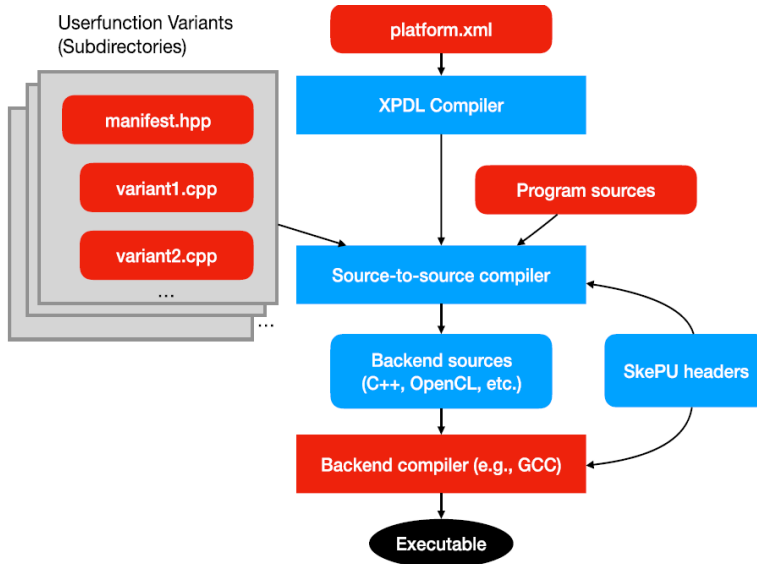 Userfunction Variants
(Subdirectories)
platform.xml
manifest.hpp
XPDL Compiler
variant1.cpp
Program sources
variant2.cpp
...
...
Source-to-source compiler
Backend sources
(C++, OpenCL, etc.)
SkePU headers
Backend compiler (e.g., GCC)
Executable